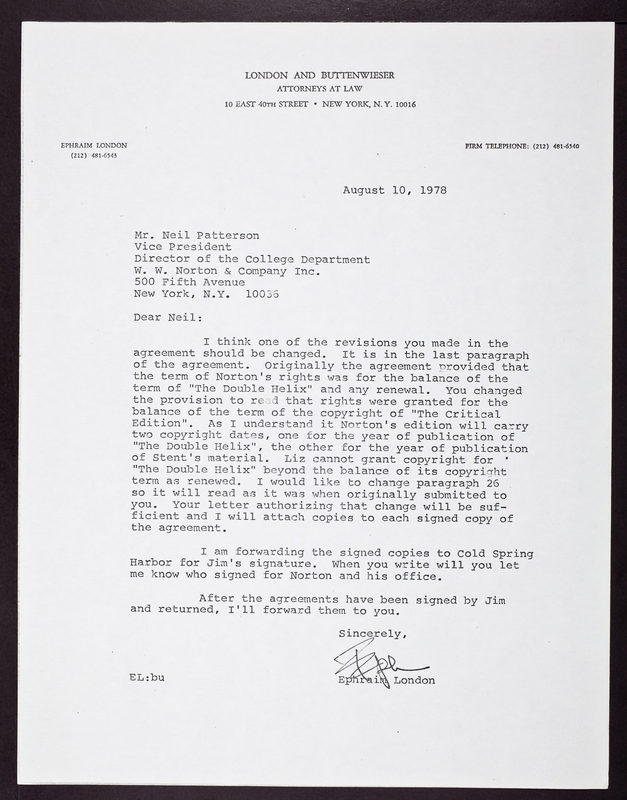 LONDON AND BUTTENWIESER
ATTORNEYS AT LAW
10 EAST 40TH STREET • NEW YORK, N. Y. 10016
EPHRAIM LONDON
(212) 481-6543
FIRM TELEPHONE: (212) 481-6540
August 10, 1978
Mr. Neil Patterson
Vice President
Director of the College Department
W. W. Norton & Company Inc.
500 Fifth Avenue
New York, N.Y. 10036
Dear Neil:
I think one of the revisions you made in the
agreement should be changed. It is in the last paragraph
of the agreement. Originally the agreement provided that
the term of Norton's rights was for the balance of the
term of "The Double Helix" and any renewal. You changed
the provision to read that rights were granted for the
balance of the term of the copyright of "The Critical
Edition". As I understand it Norton's edition will carry
two copyright dates, one for the year of publication of
"The Double Helix", the other for the year of publication
of Stent's material. Liz cannot grant copyright for
"The Double Helix" beyond the balance of its copyright
term as renewed. I would like to change paragraph 26
so it will read as it was when originally submitted to
you. Your letter authorizing that change will be suf-
ficient and I will attach copies to each signed copy of
the agreement.
I am forwarding the signed copies to Cold Spring
Harbor for Jim's signature. When you write will you let
me know who signed for Norton and his office.
After the agreements have been signed by Jim
and returned, I'll forward them to you.
Sincerely,
Ephraim London
EL:bu